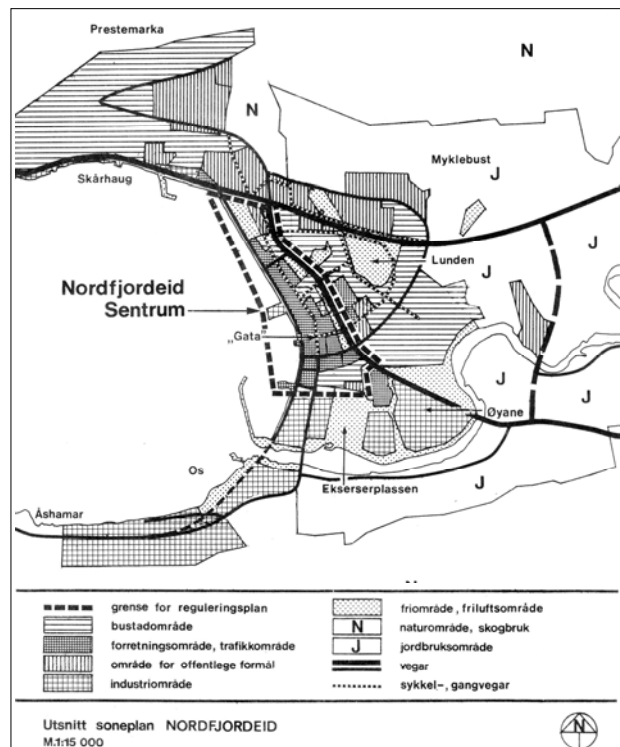 Prestemarka
N
N
Myklebust
J
Skårhaug
J
J
Lunden
Nordfjordeid
Sentrum
„Gata"
J
J
Øyane
Os
J
Ekserserplassen
Åshamar
grense for reguleringsplan
bustadområde
forretningsområde, trafikkområde
område for offentlege formål
industriområde
friområde, friluftsområde
N naturområde, skogbruk
J jordbruksområde
vegar
sykkel-, gangvegar
Utsnitt soneplan NORDFJORDEID
M.1:15 000
N